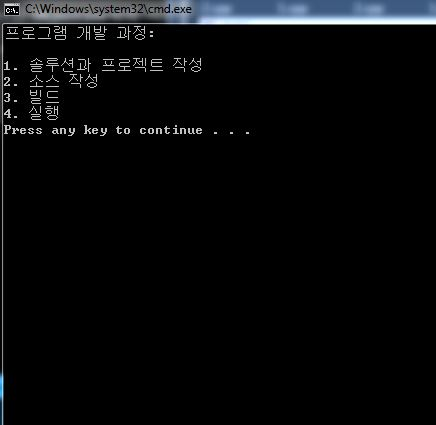 C:\Windows\system32\cmd.exe
프로그램 개발 과정:
1. 솔루션과 프로젝트 작성
2. 소스 작성
3. 빌드
4. 실행
Press any key to continue . . .